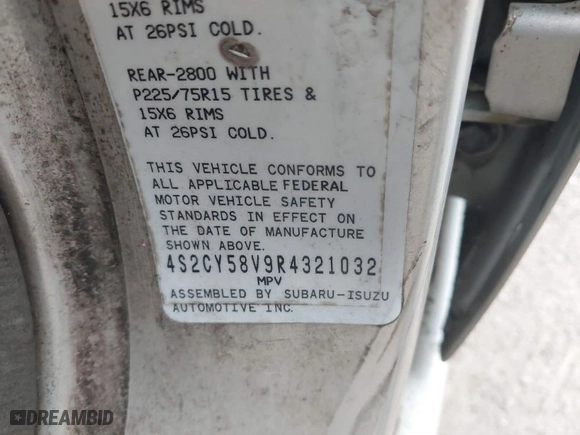 15X6 RIMS
AT 26PSI COLD.
REAR-2800 WITH
P225/75R15 TIRES &
15X6 RIMS
AT 26PSI COLD.
THIS VEHICLE CONFORMS TO
ALL APPLICABLE FEDERAL
MOTOR VEHICLE SAFETY
STANDARDS IN EFFECT ON
THE DATE OF MANUFACTURE
SHOWN ABOVE.
4S2CY58V9R4321032
MPV
ASSEMBLED BY SUBARU-ISUZU
AUTOMOTIVE INC.
DREAMBID